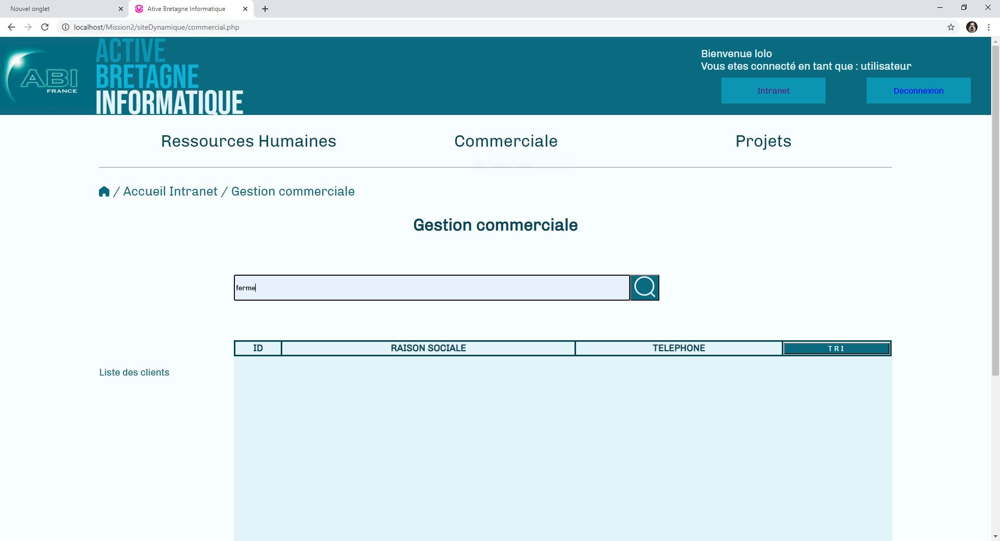 Nouvel onglet
Ative Bretagne Informatique
localhost/Mission2/siteDynamique/commercial.php
ABI
FRANCE
ACTIVE
BRETAGNE
INFORMATIQUE
Bienvenue lolo
Vous etes connecté en tant que : utilisateur
Intranet
Deconnexion
Ressources Humaines
Commerciale
Projets
/ Accueil Intranet / Gestion commerciale
Gestion commerciale
ferme
ID
RAISON SOCIALE
TELEPHONE
TRI
Liste des clients